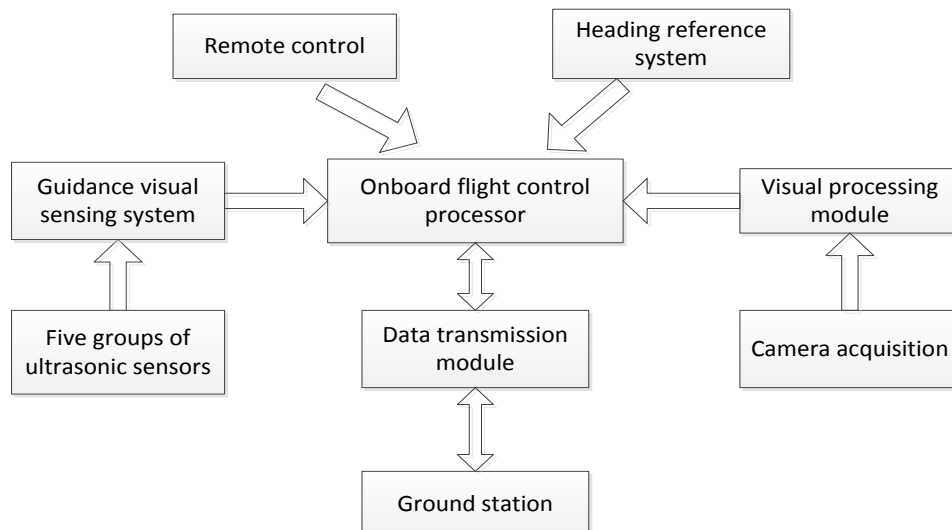 Remote control
Heading reference
system
Guidance visual
sensing system
Onboard flight control
processor
Visual processing
module
Five groups of
ultrasonic sensors
Data transmission
module
Camera acquisition
Ground station